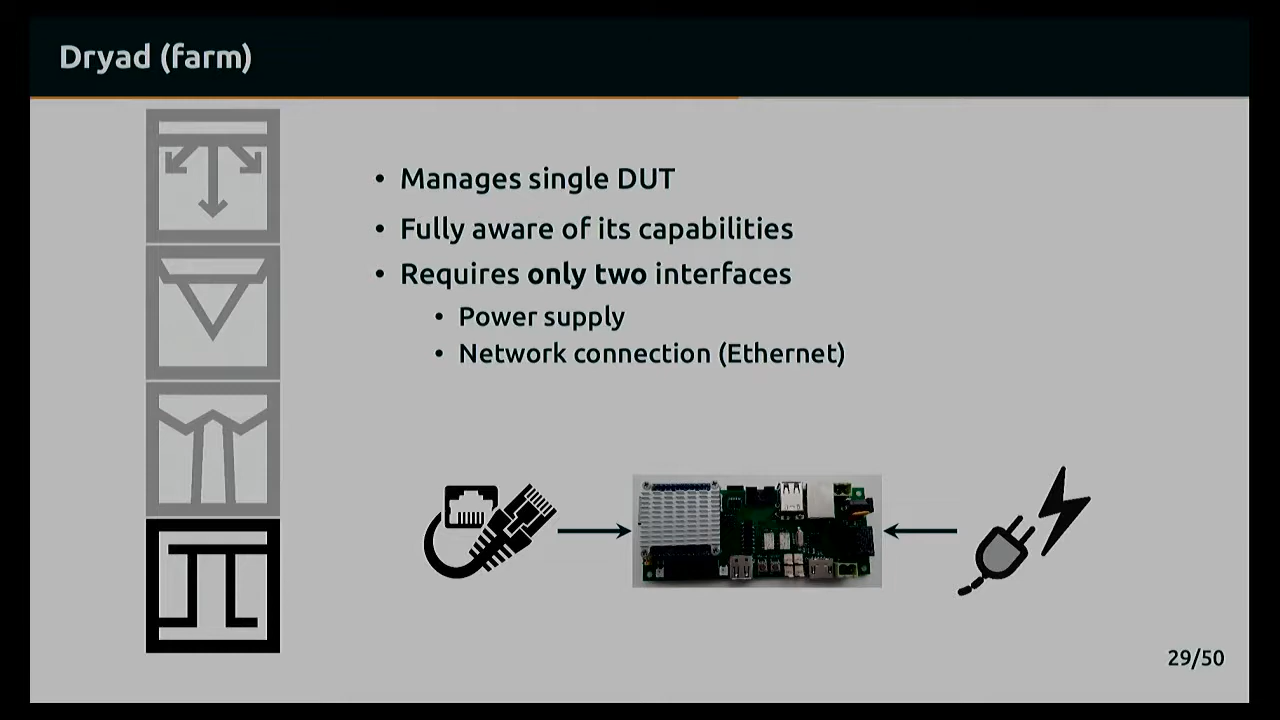 Dryad (farm)
• Manages single DUT
• Fully aware of its capabilities
• Requires only two interfaces
• Power supply
• Network connection (Ethernet)
29/50